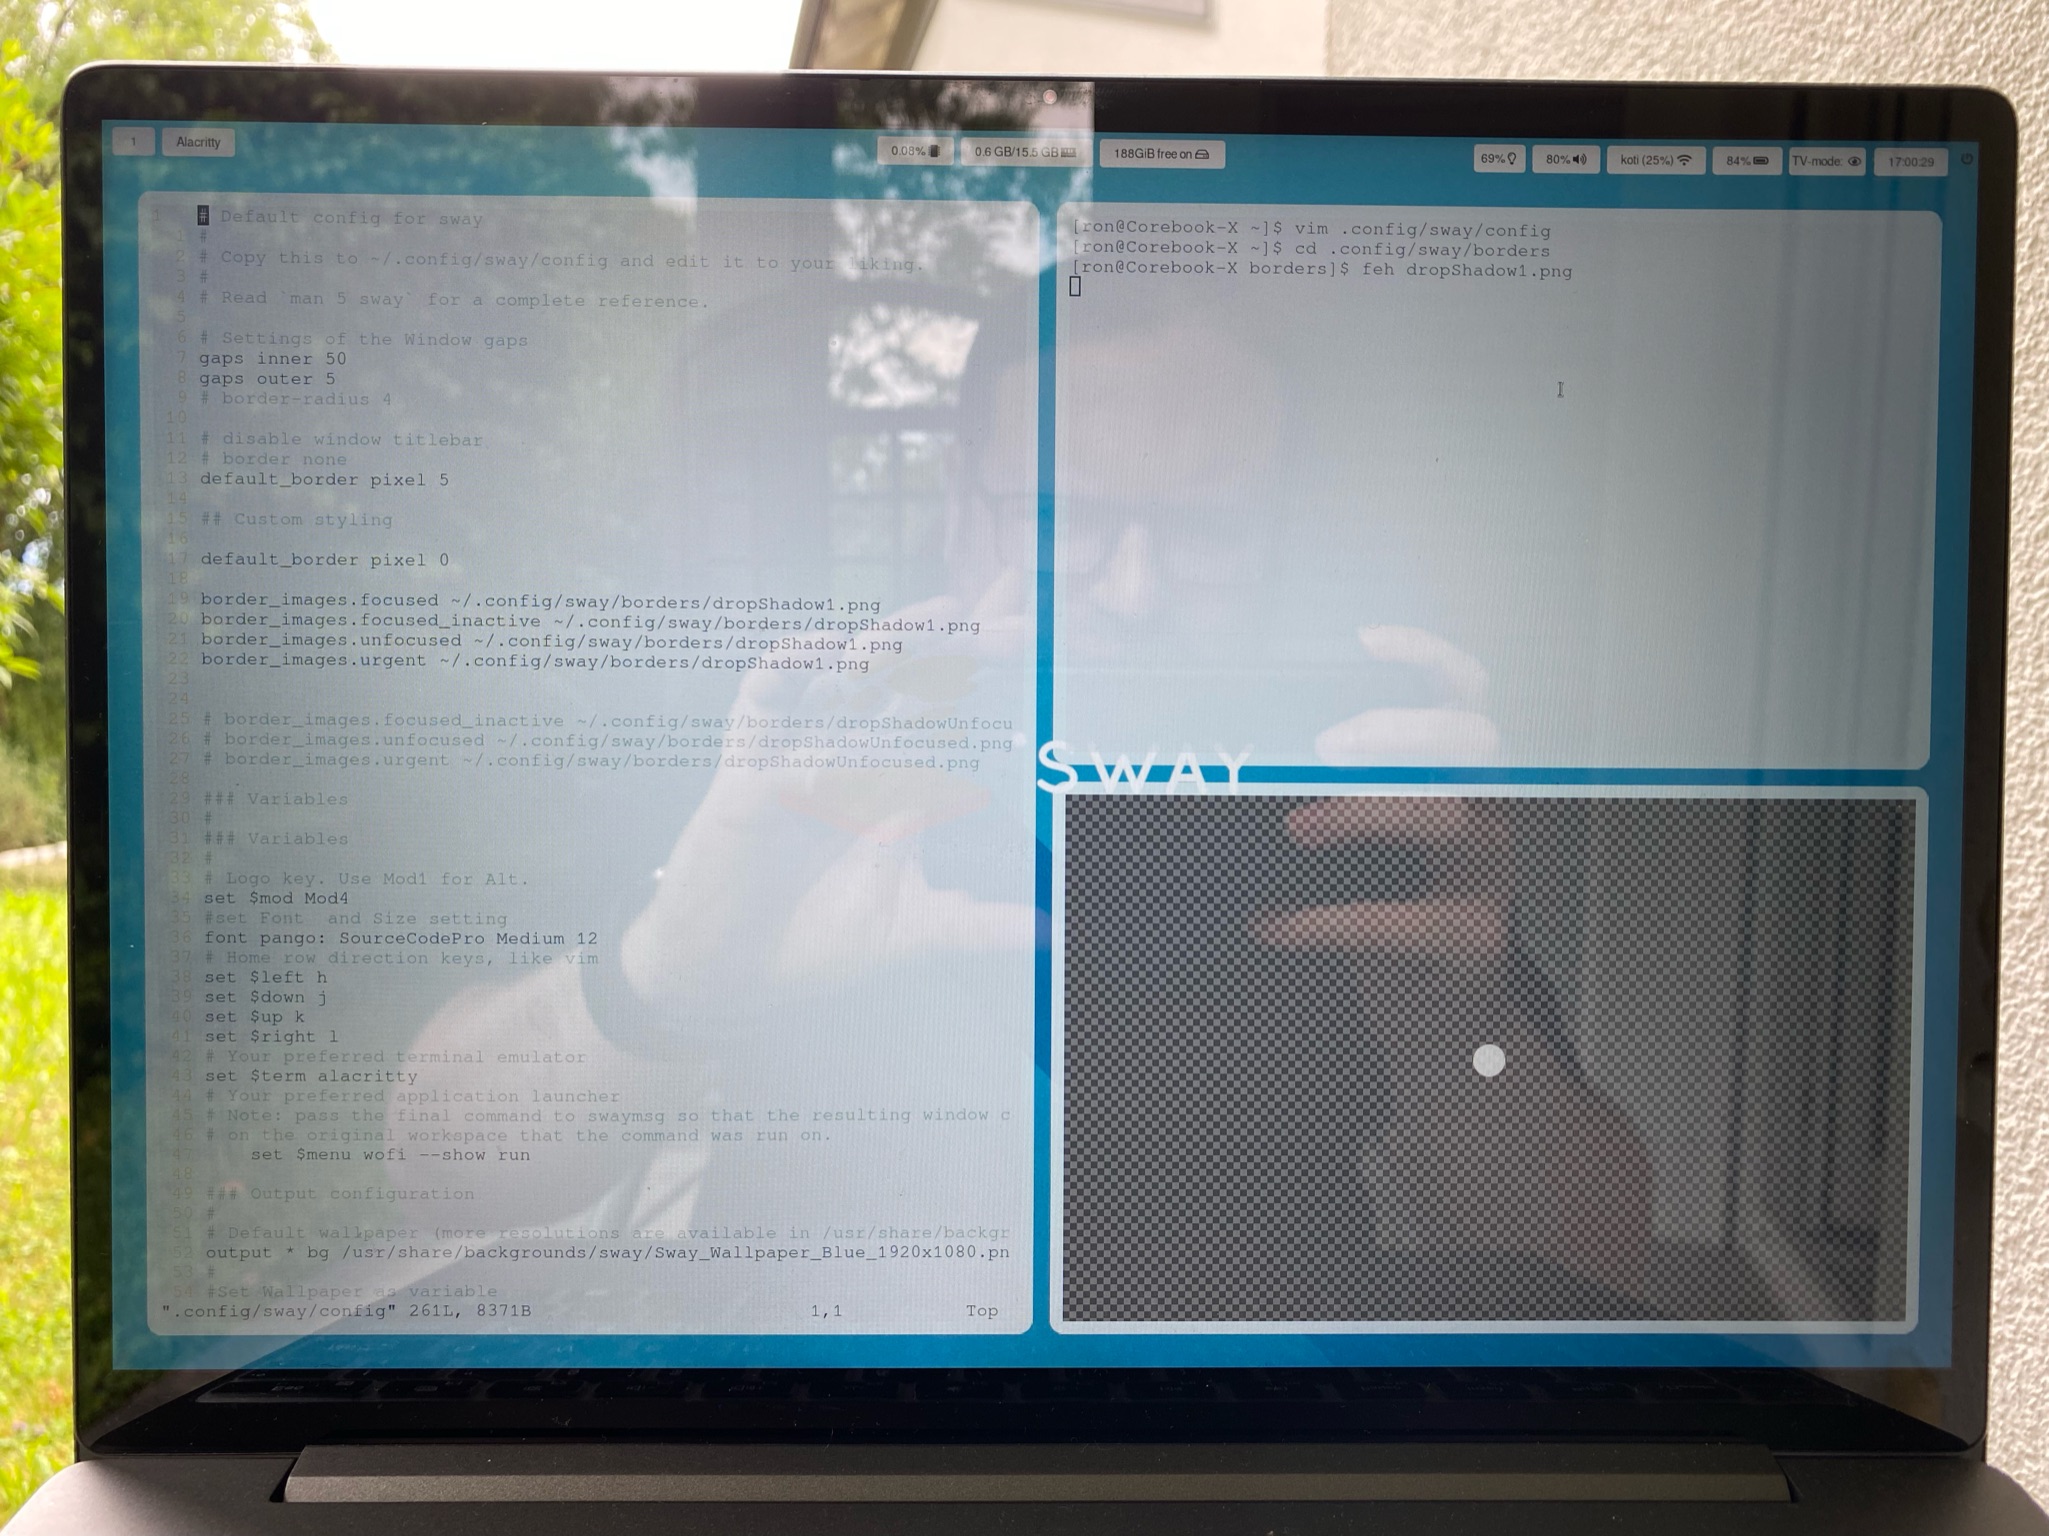 1 Alacritty 0.08% 0.6 GB/15.5 GB 188GiB free on 69% 80% koti (25%) 84% TV-mode: 17:00:29
1 # Default config for sway
1 #
2 # Copy this to ~/.config/sway/config and edit it to your liking.
3 #
4 # Read `man 5 sway` for a complete reference.
5
6 # Settings of the Window gaps
7 gaps inner 50
8 gaps outer 5
9 # border-radius 4
10
11 # disable window titlebar
12 # border none
13 default_border pixel 5
14
15 ## Custom styling
16
17 default_border pixel 0
18
19 border_images.focused ~/.config/sway/borders/dropShadow1.png
20 border_images.focused_inactive ~/.config/sway/borders/dropShadow1.png
21 border_images.unfocused ~/.config/sway/borders/dropShadow1.png
22 border_images.urgent ~/.config/sway/borders/dropShadow1.png
23
24
25 # border_images.focused_inactive ~/.config/sway/borders/dropShadowUnfocu
26 # border_images.unfocused ~/.config/sway/borders/dropShadowUnfocused.png
27 # border_images.urgent ~/.config/sway/borders/dropShadowUnfocused.png
28
29 ### Variables
30 #
31 ### Variables
32 #
33 # Logo key. Use Mod1 for Alt.
34 set $mod Mod4
35 #set Font  and Size setting
36 font pango: SourceCodePro Medium 12
37 # Home row direction keys, like vim
38 set $left h
39 set $down j
40 set $up k
41 set $right l
42 # Your preferred terminal emulator
43 set $term alacritty
44 # Your preferred application launcher
45 # Note: pass the final command to swaymsg so that the resulting window c
46 # on the original workspace that the command was run on.
47     set $menu wofi --show run
48
49 ### Output configuration
50 #
51 # Default wallpaper (more resolutions are available in /usr/share/backgr
52 output * bg /usr/share/backgrounds/sway/Sway_Wallpaper_Blue_1920x1080.pn
53 #
54 #Set Wallpaper as variable
".config/sway/config" 261L, 8371B 1,1 Top
[ron@Corebook-X ~]$ vim .config/sway/config
[ron@Corebook-X ~]$ cd .config/sway/borders
[ron@Corebook-X borders]$ feh dropShadow1.png
SWAY